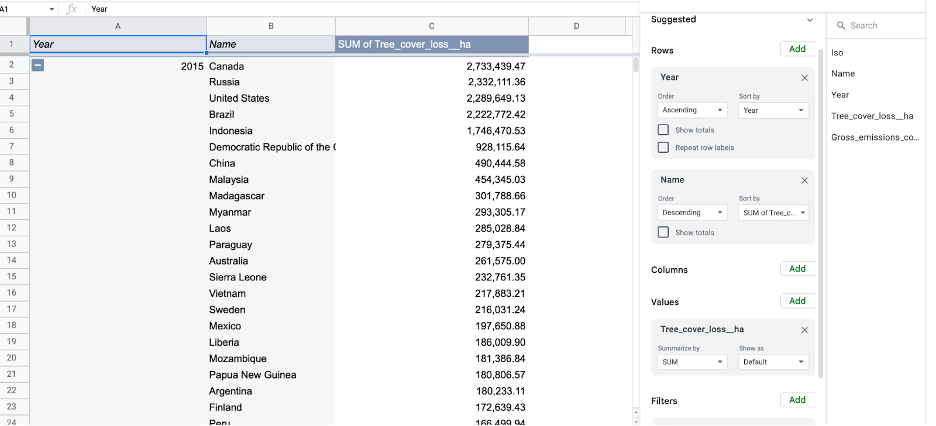 A1 fx Year
A B C D
1 Year Name SUM of Tree_cover_loss__ha
2 2015 Canada 2,733,439.47
3 Russia 2,332,111.36
4 United States 2,289,649.13
5 Brazil 2,222,772.42
6 Indonesia 1,746,470.53
7 Democratic Republic of the
8 China 490,444.58
928,115.64
9 Malaysia 454,345.03
10 Madagascar 301,788.66
11 Myanmar 293,305.17
12 Laos 285,028.84
13 Paraguay 279,375.44
14 Australia 261,575.00
15 Sierra Leone 232,761.35
16 Vietnam 217,883.21
17 Sweden 216,031.24
18 Mexico 197,650.88
19 Liberia 186,009.90
20 Mozambique 181,386.84
21 Papua New Guinea 180,806.57
22 Argentina 180,233.11
23 Finland 172,639.43
24 Peru 166,499.94
Suggested
Rows Add
Year
Order Sort by
Ascending Year
Show totals
Repeat row labels
Name
Order Sort by
Descending SUM of Tree_c...
Show totals
Columns Add
Values Add
Tree_cover_loss__ha
Summarize by Show as
SUM Default
Filters Add
Search
Iso
Name
Year
Tree_cover_loss__ha
Gross_emissions_co...